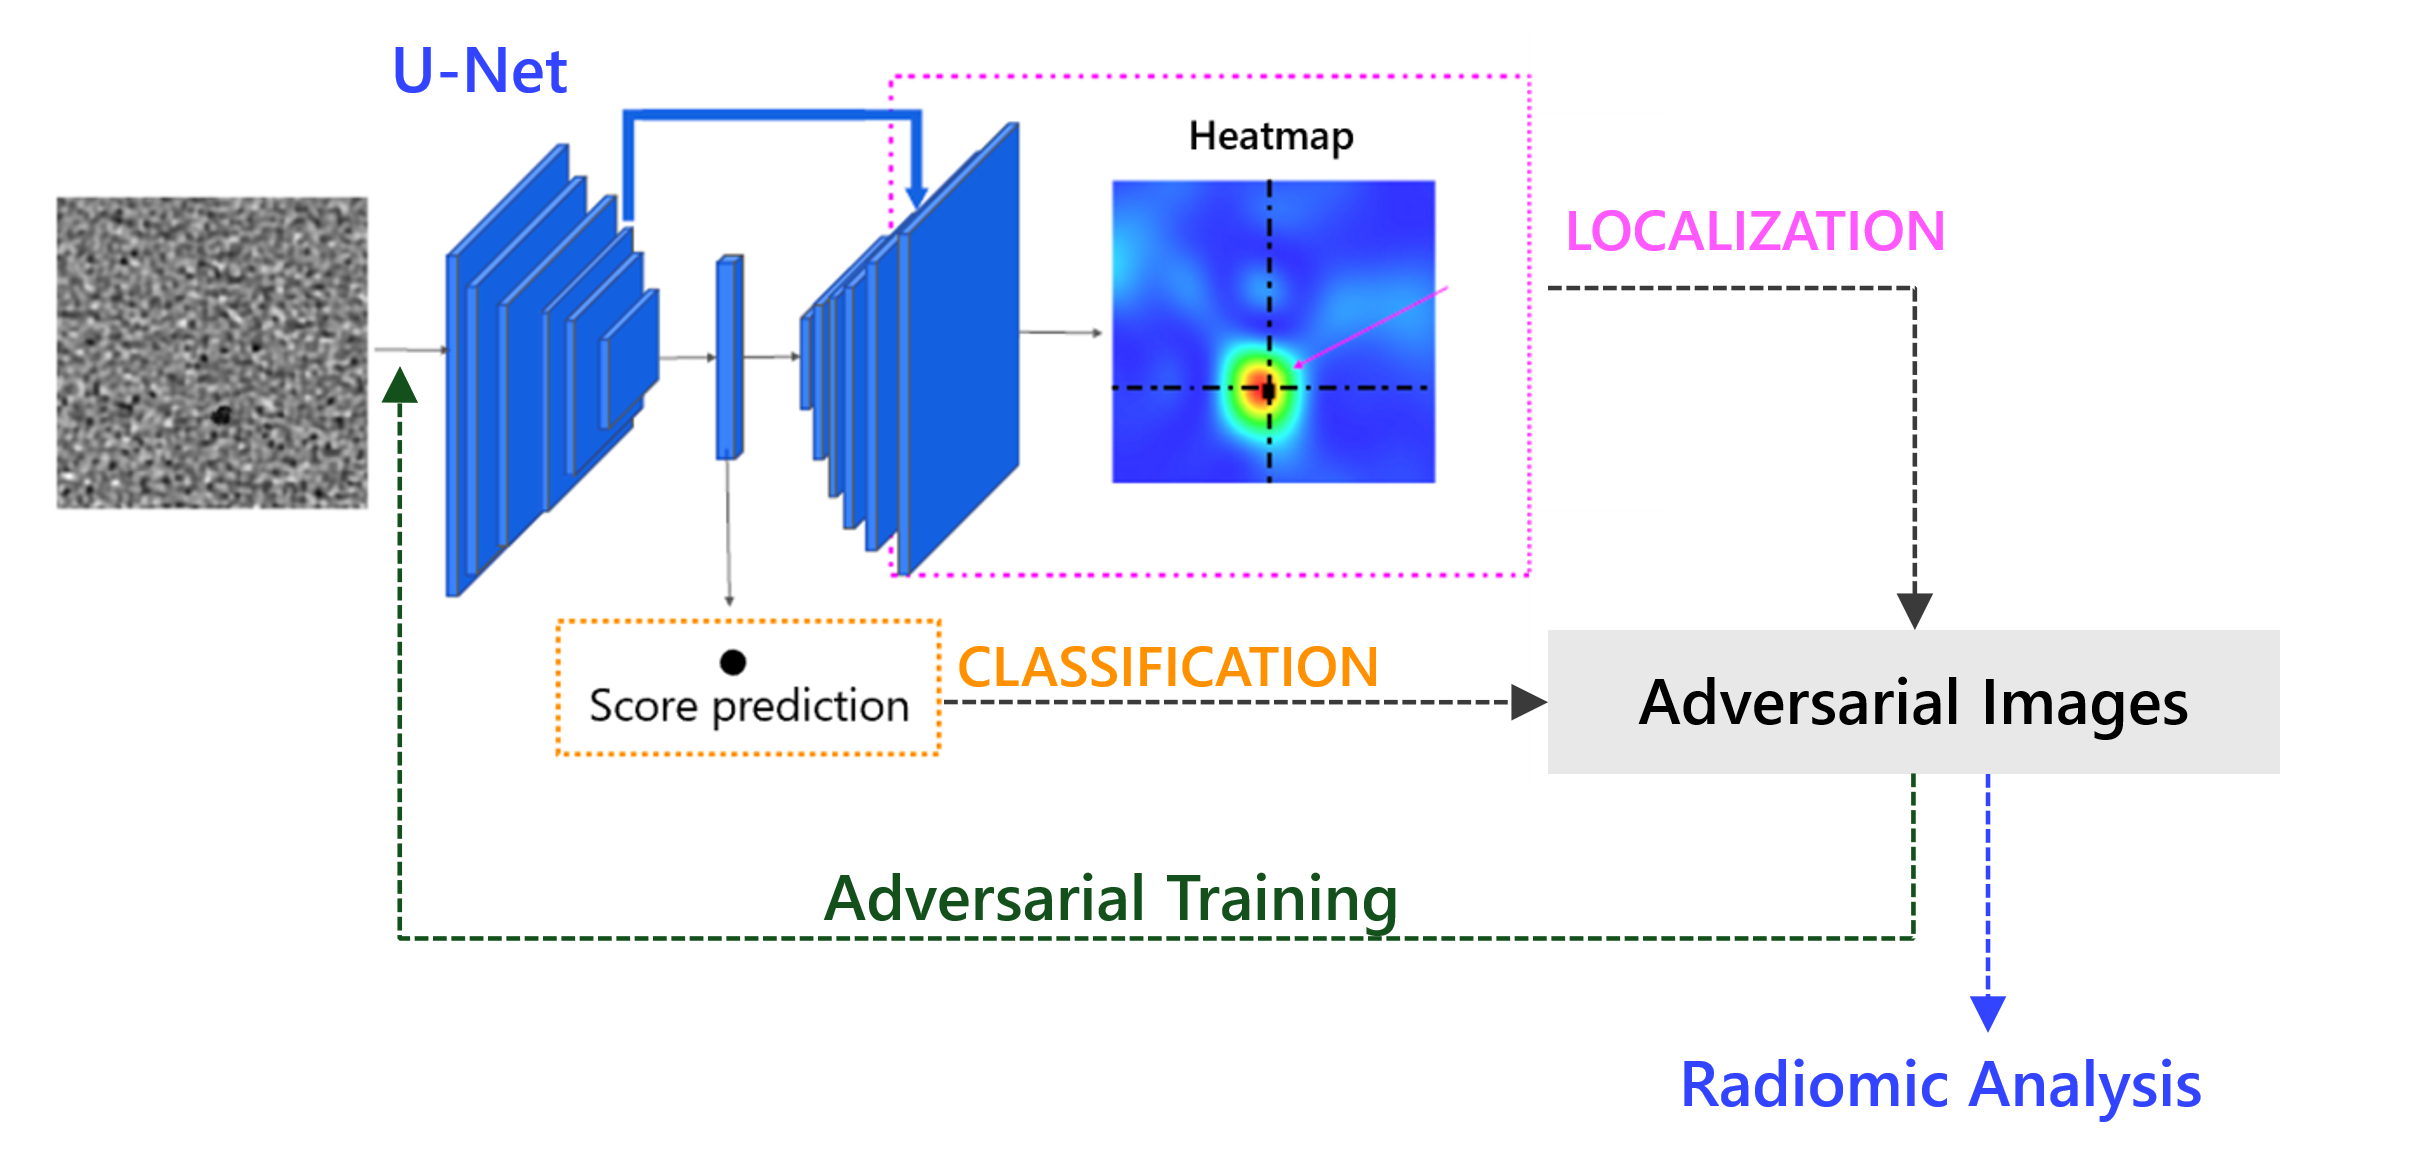 U-Net
Heatmap
LOCALIZATION
Score prediction
CLASSIFICATION
Adversarial Images
Adversarial Training
Radiomic Analysis